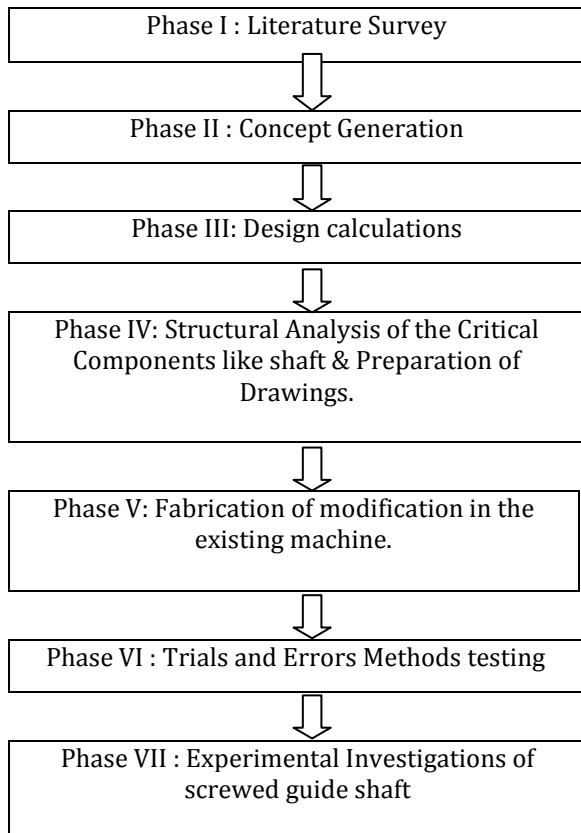 Phase I : Literature Survey
Phase II : Concept Generation
Phase III: Design calculations
Phase IV: Structural Analysis of the Critical
Components like shaft & Preparation of
Drawings.
Phase V: Fabrication of modification in the
existing machine.
Phase VI : Trials and Errors Methods testing
Phase VII : Experimental Investigations of
screwed guide shaft